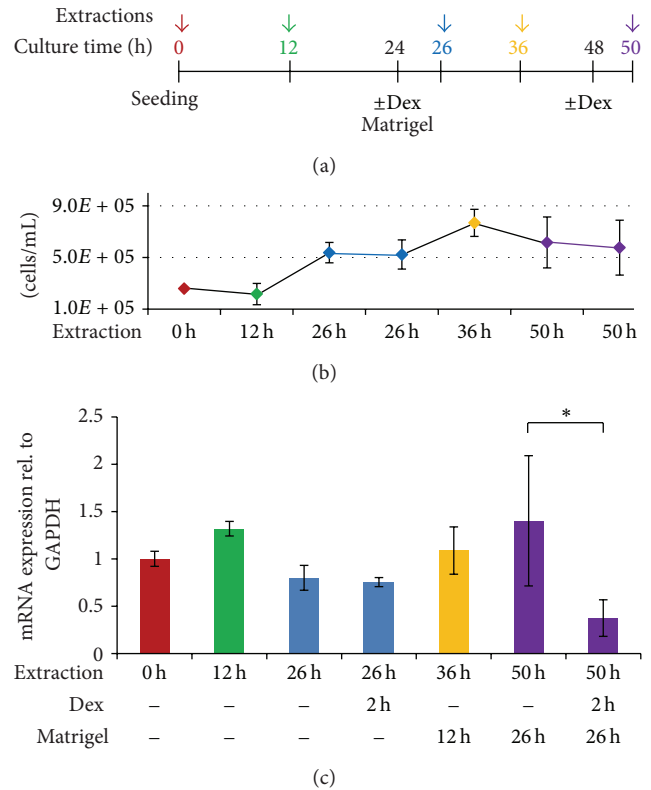 Extractions
Culture time (h) 0 12 24 26 36 48 50
Seeding ±Dex ±Dex
Matrigel
(a)
(cells/mL)
9.0E + 05
5.0E + 05
1.0E + 05
Extraction 0 h 12 h 26 h 26 h 36 h 50 h 50 h
(b)
mRNA expression rel. to
GAPDH
2.5
2
1.5
1
0.5
0
*
Extraction 0 h 12 h 26 h 26 h 36 h 50 h 50 h
Dex – – – 2 h – – 2 h
Matrigel – – – – 12 h 26 h 26 h
(c)